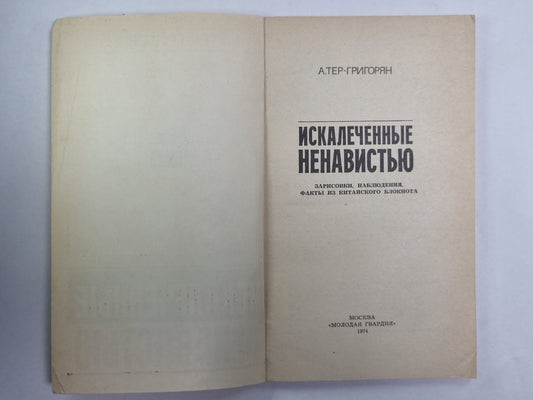 А.ТЕР-ГРИГОРЯН
ИСКАЛЕЧЕННЫЕ
НЕНАВИСТЬЮ
ЗАРИСОВКИ, НАБЛЮДЕНИЯ,
ФАКТЫ ИЗ КИТАЙСКОГО БЛОКНОТА
МОСКВА
«МОЛОДАЯ ГВАРДИЯ»
1974